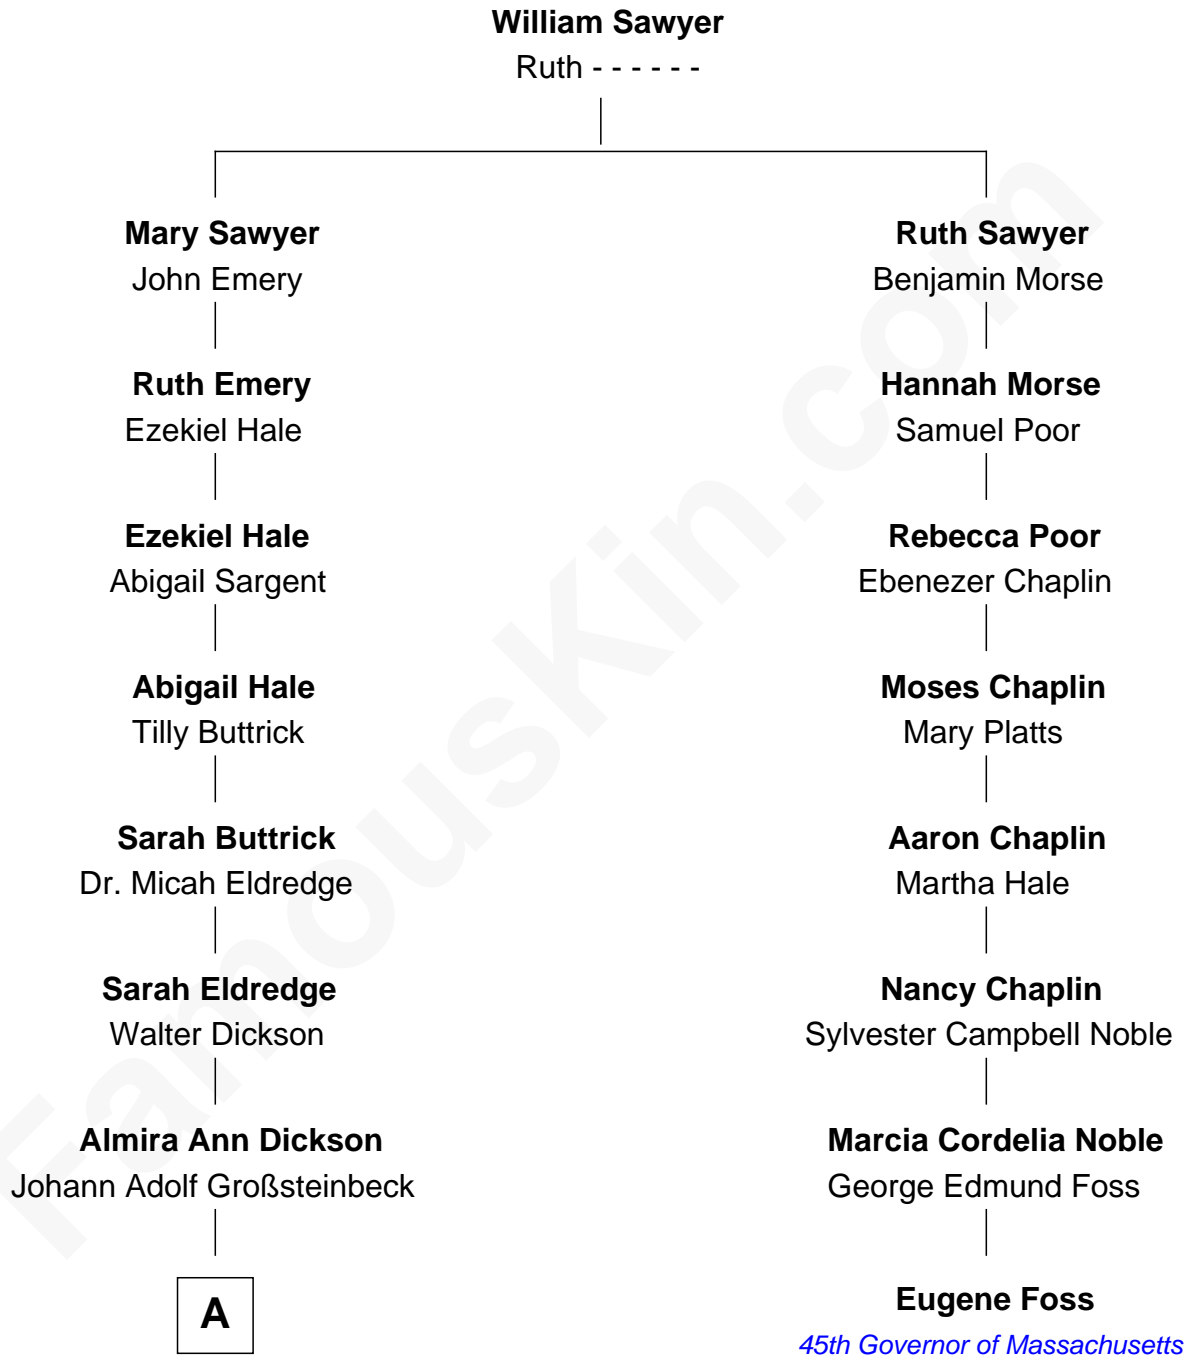 William Sawyer
Ruth - - - - - -
Mary Sawyer
John Emery
Ruth Sawyer
Benjamin Morse
Ruth Emery
Ezekiel Hale
Hannah Morse
Samuel Poor
Ezekiel Hale
Abigail Sargent
Rebecca Poor
Ebenezer Chaplin
Abigail Hale
Tilly Buttrick
Moses Chaplin
Mary Platts
Sarah Buttrick
Dr. Micah Eldredge
Aaron Chaplin
Martha Hale
Sarah Eldredge
Walter Dickson
Nancy Chaplin
Sylvester Campbell Noble
Almira Ann Dickson
Johann Adolf Großsteinbeck
Marcia Cordelia Noble
George Edmund Foss
A
Eugene Foss
45th Governor of Massachusetts
FamousKin.com